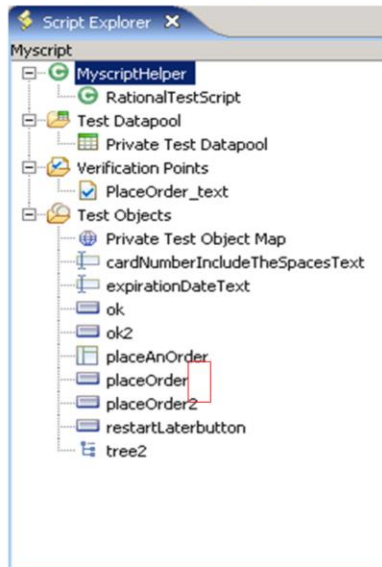 Script Explorer
Myscript
MyscriptHelper
RationalTestScript
Test Datapool
Private Test Datapool
Verification Points
PlaceOrder_text
Test Objects
Private Test Object Map
cardNumberIncludeTheSpacesText
expirationDateText
ok
ok2
placeAnOrder
placeOrder
placeOrder2
restartLaterbutton
tree2